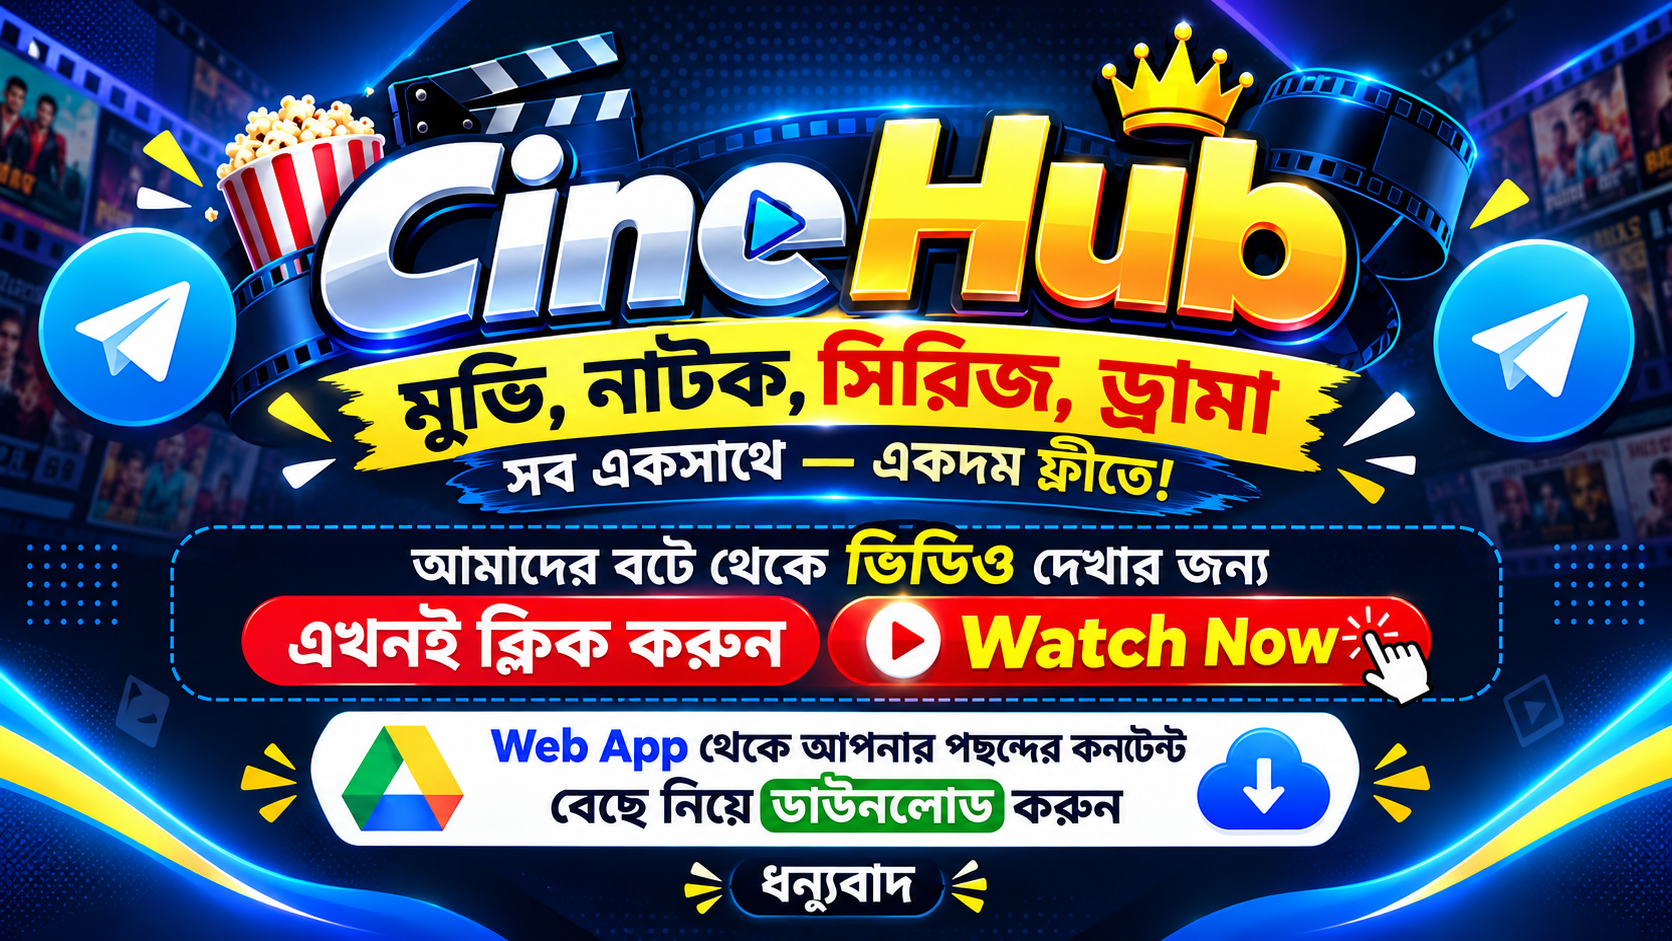 CineHub
মুভি, নাটক, সিরিজ, ড্রামা
সব একসাথে — একদম ফ্রীতে!
আমাদের বটে থেকে ভিডিও দেখার জন্য
এখনই ক্লিক করুন Watch Now
Web App থেকে আপনার পছন্দের কনটেন্ট
বেছে নিয়ে ডাউনলোড করুন
ধন্যুবাদ